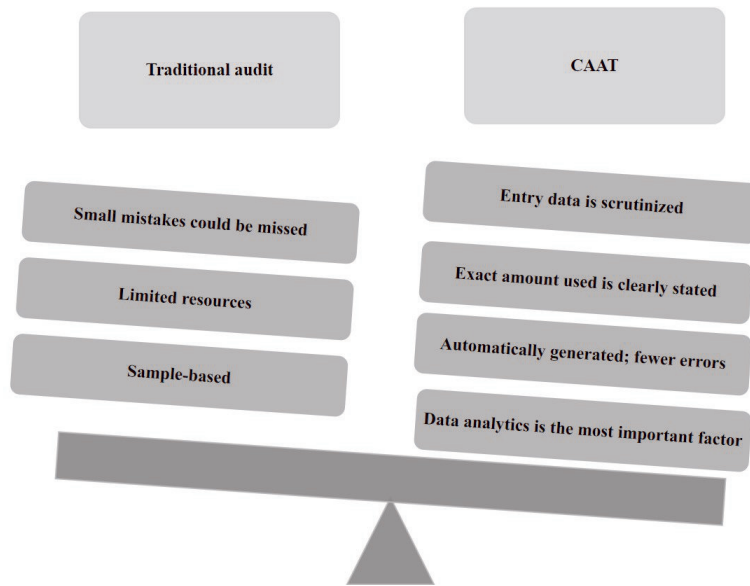 Traditional audit
CAAT
Small mistakes could be missed
Limited resources
Sample-based
Entry data is scrutinized
Exact amount used is clearly stated
Automatically generated; fewer errors
Data analytics is the most important factor